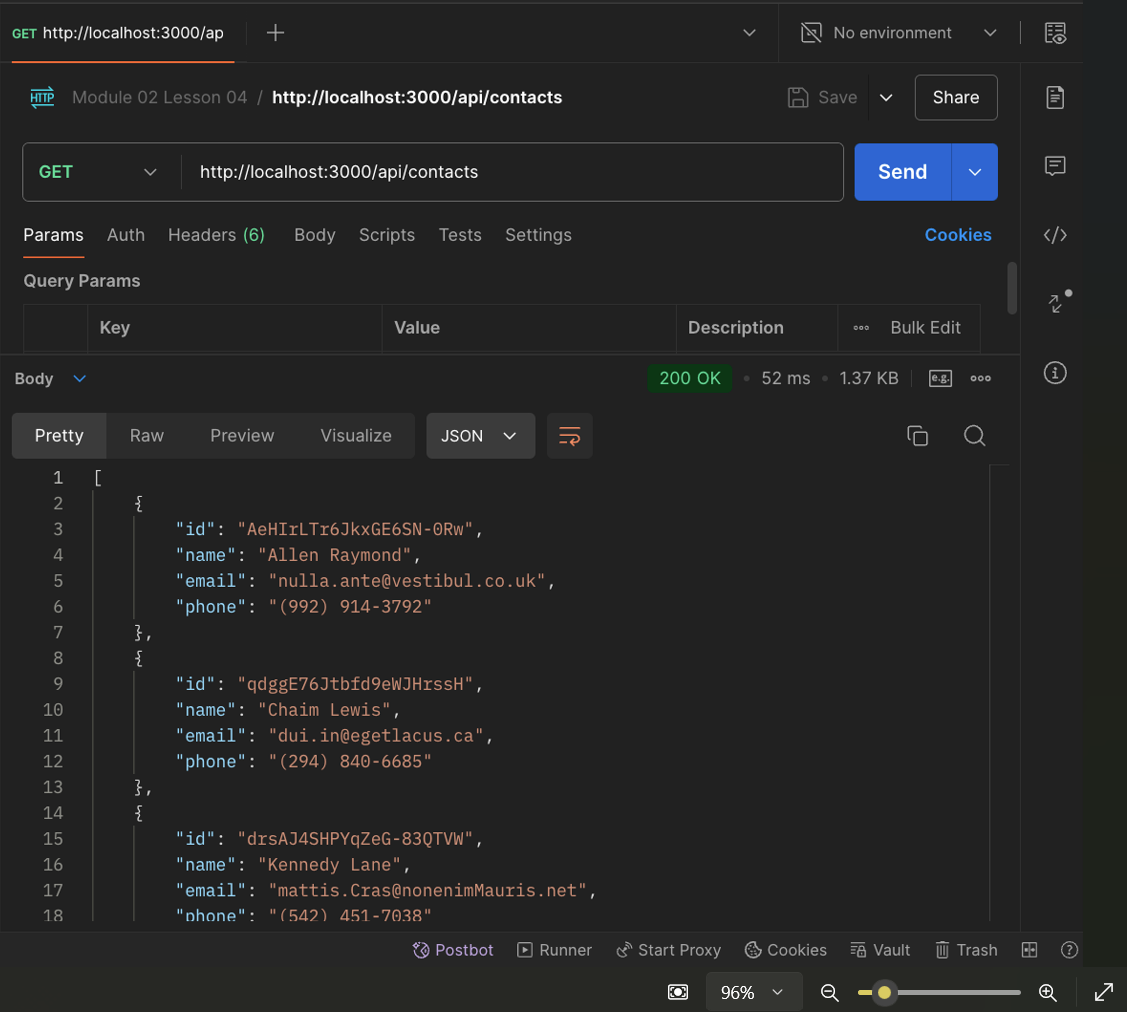 GET http://localhost:3000/ap No environment
HTTP Module 02 Lesson 04 / http://localhost:3000/api/contacts Save Share
GET http://localhost:3000/api/contacts Send
Params Auth Headers (6) Body Scripts Tests Settings Cookies
Query Params
Key Value Description Bulk Edit
Body 200 OK 52 ms 1.37 KB e.g.
Pretty Raw Preview Visualize JSON
1 [
2 {
3 "id": "AeHIrLTr6JkxGE6SN-0Rw",
4 "name": "Allen Raymond",
5 "email": "nulla.ante@vestibul.co.uk",
6 "phone": "(992) 914-3792"
7 },
8 {
9 "id": "qdggE76Jtbfd9eWJHrssH",
10 "name": "Chaim Lewis",
11 "email": "dui.in@egetlacus.ca",
12 "phone": "(294) 840-6685"
13 },
14 {
15 "id": "drsAJ4SHPYqZeG-83QTVW",
16 "name": "Kennedy Lane",
17 "email": "mattis.Cras@nonenimMauris.net",
18 "phone": "(542) 451-7038"
Postbot Runner Start Proxy Cookies Vault Trash
96%